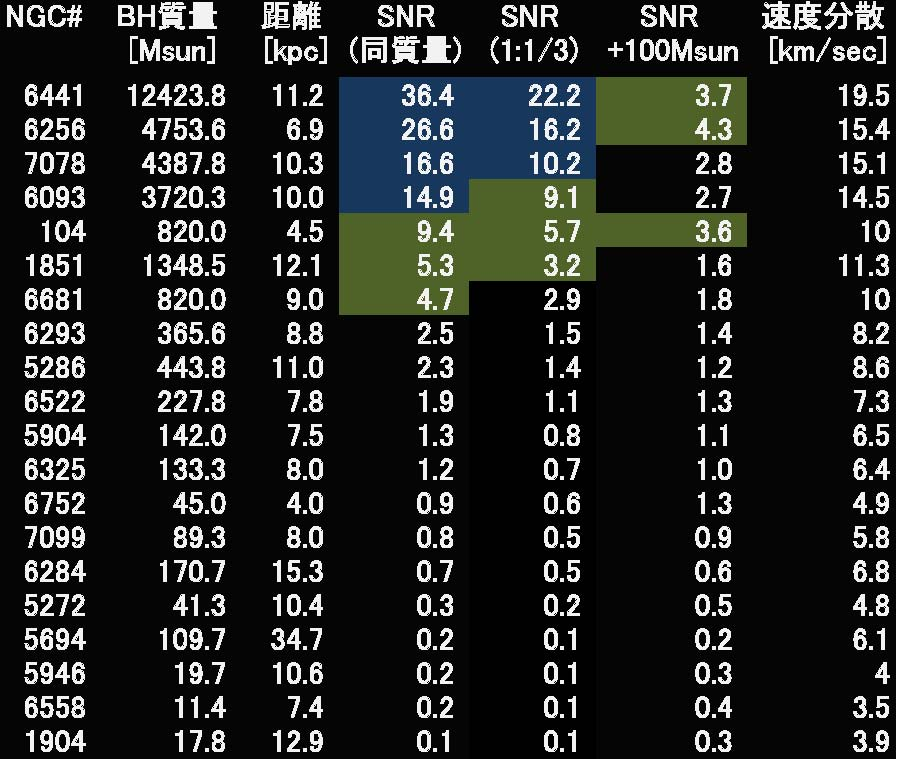 NGC# BH質量 距離 SNR SNR SNR 速度分散
[Msun] [kpc] (同質量) (1:1/3) +100Msun [km/sec]
6441 12423.8 11.2 36.4 22.2 3.7 19.5
6256 4753.6 6.9 26.6 16.2 4.3 15.4
7078 4387.8 10.3 16.6 10.2 2.8 15.1
6093 3720.3 10.0 14.9 9.1 2.7 14.5
104 820.0 4.5 9.4 5.7 3.6 10
1851 1348.5 12.1 5.3 3.2 1.6 11.3
6681 820.0 9.0 4.7 2.9 1.8 10
6293 365.6 8.8 2.5 1.5 1.4 8.2
5286 443.8 11.0 2.3 1.4 1.2 8.6
6522 227.8 7.8 1.9 1.1 1.3 7.3
5904 142.0 7.5 1.3 0.8 1.1 6.5
6325 133.3 8.0 1.2 0.7 1.0 6.4
6752 45.0 4.0 0.9 0.6 1.3 4.9
7099 89.3 8.0 0.8 0.5 0.9 5.8
6284 170.7 15.3 0.7 0.5 0.6 6.8
5272 41.3 10.4 0.3 0.2 0.5 4.8
5694 109.7 34.7 0.2 0.1 0.2 6.1
5946 19.7 10.6 0.2 0.1 0.3 4
6558 11.4 7.4 0.2 0.1 0.4 3.5
1904 17.8 12.9 0.1 0.1 0.3 3.9